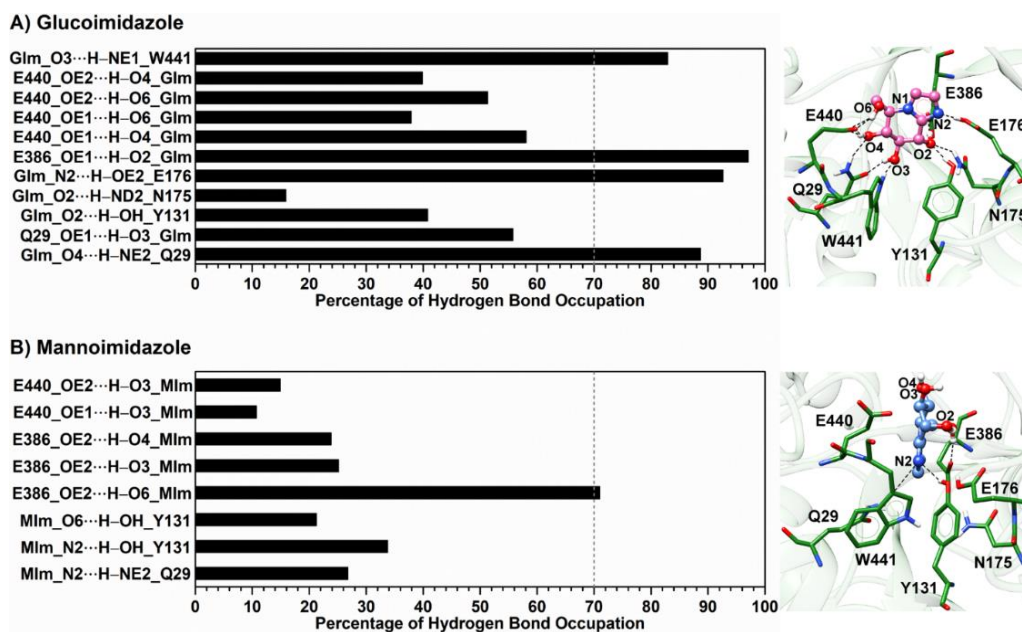 A) Glucoimidazole
Glm_O3···H–NE1_W441
E440_OE2···H–O4_Glm
E440_OE2···H–O6_Glm
E440_OE1···H–O6_Glm
E440_OE1···H–O4_Glm
E386_OE1···H–O2_Glm
Glm_N2···H–OE2_E176
Glm_O2···H–ND2_N175
Glm_O2···H–OH_Y131
Q29_OE1···H–O3_Glm
Glm_O4···H–NE2_Q29
0 10 20 30 40 50 60 70 80 90 100
Percentage of Hydrogen Bond Occupation
E386
N1
O6
E440
N2
E176
O4
O2
O3
Q29
N175
W441
Y131
B) Mannoimidazole
E440_OE2···H–O3_MIm
E440_OE1···H–O3_MIm
E386_OE2···H–O4_MIm
E386_OE2···H–O3_MIm
E386_OE2···H–O6_MIm
MIm_O6···H–OH_Y131
MIm_N2···H–OH_Y131
MIm_N2···H–NE2_Q29
0 10 20 30 40 50 60 70 80 90 100
Percentage of Hydrogen Bond Occupation
O4
O3
O2
E440
E386
N2
E176
Q29
W441
N175
Y131